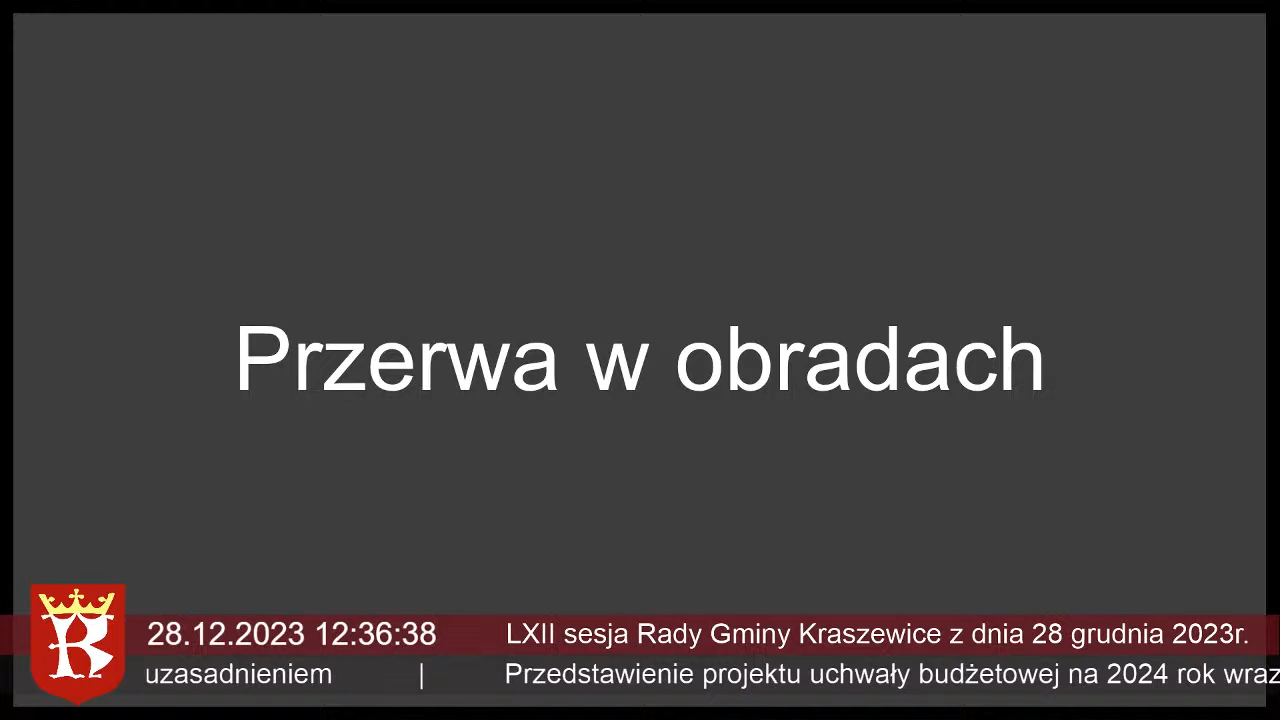 Przerwa w obradach
28.12.2023 12:36:38 LXII sesja Rady Gminy Kraszewice z dnia 28 grudnia 2023r.
uzasadnieniem | Przedstawienie projektu uchwały budżetowej na 2024 rok wraz